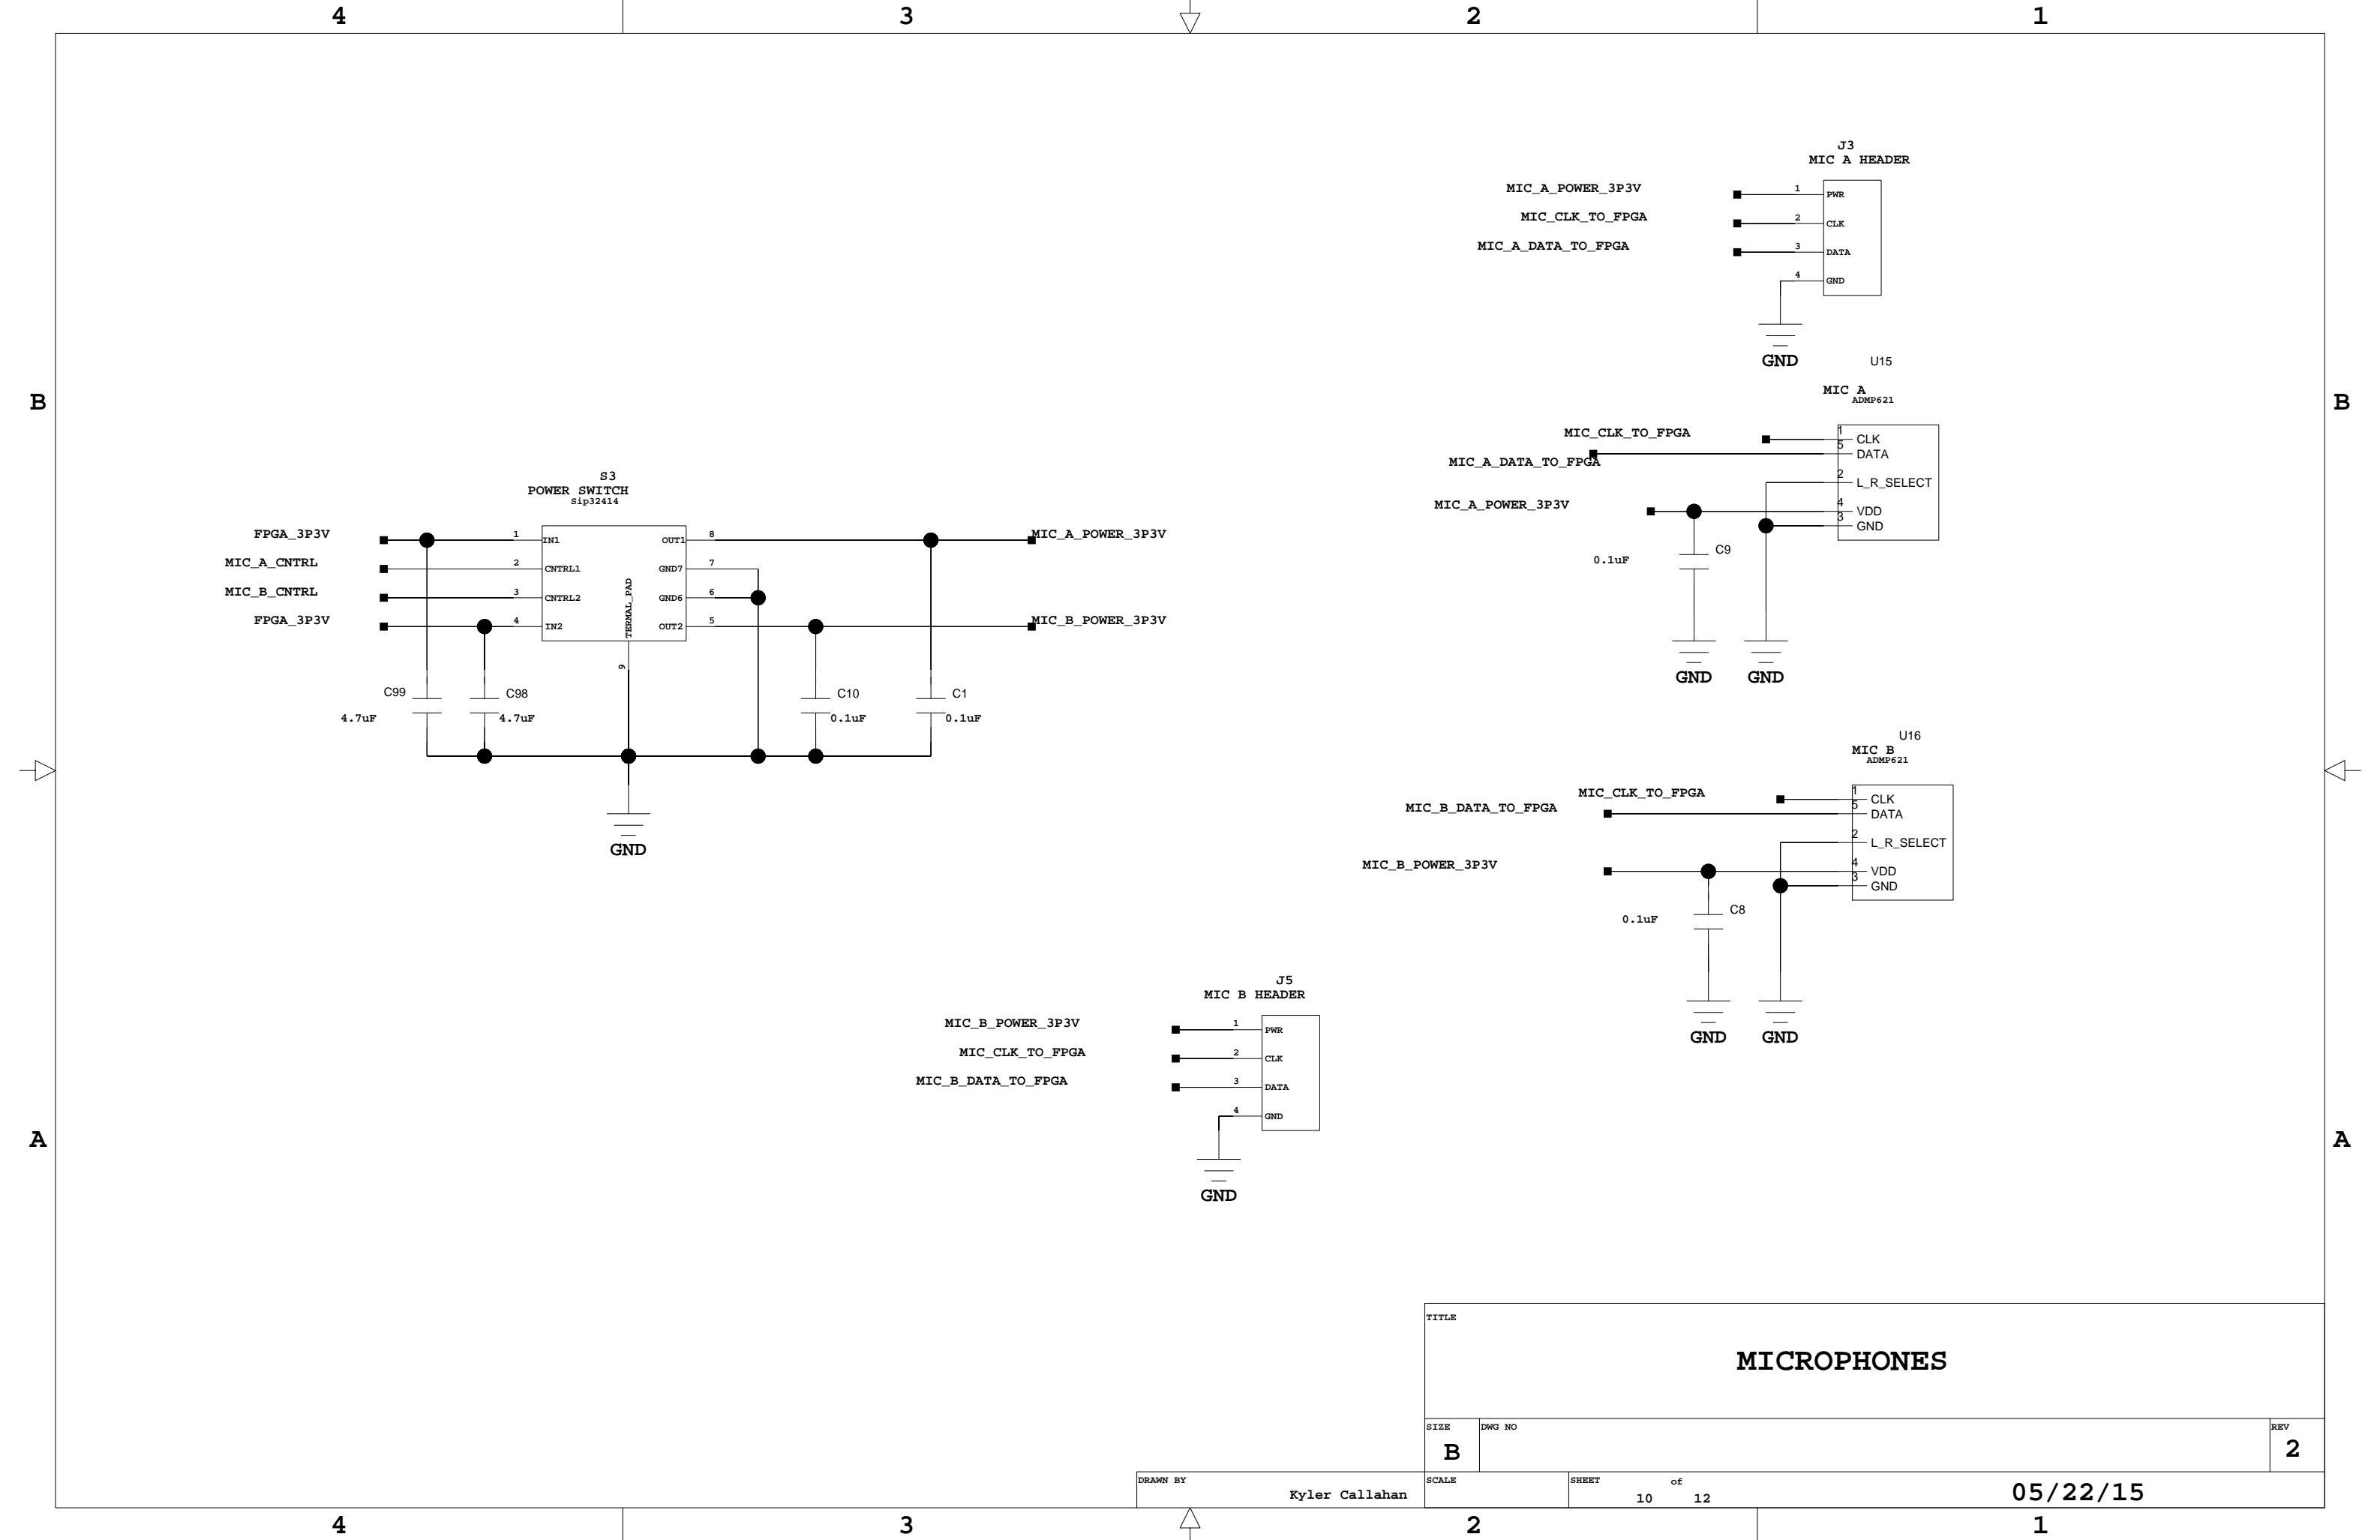 4 3 2 1
J3
MIC A HEADER
MIC_A_POWER_3P3V 1 PWR
MIC_CLK_TO_FPGA 2 CLK
MIC_A_DATA_TO_FPGA 3 DATA
4 GND
GND
U15
MIC A
ADMP621
B B
MIC_CLK_TO_FPGA 1 CLK
MIC_A_DATA_TO_FPGA 5 DATA
2 L_R_SELECT
MIC_A_POWER_3P3V 4 VDD
3 GND
0.1uF C9
GND GND
S3
POWER SWITCH
Sip32414
FPGA_3P3V 1 IN1 OUT1 8 MIC_A_POWER_3P3V
MIC_A_CNTRL 2 CNTRL1 GND7 7
MIC_B_CNTRL 3 CNTRL2 GND6 6
FPGA_3P3V 4 IN2 OUT2 5 MIC_B_POWER_3P3V
TERMAL_PAD
9
C99 C98 C10 C1
4.7uF 4.7uF 0.1uF 0.1uF
GND
U16
MIC B
ADMP621
MIC_CLK_TO_FPGA 1 CLK
MIC_B_DATA_TO_FPGA 5 DATA
2 L_R_SELECT
MIC_B_POWER_3P3V 4 VDD
3 GND
0.1uF C8
GND GND
J5
MIC B HEADER
MIC_B_POWER_3P3V 1 PWR
MIC_CLK_TO_FPGA 2 CLK
MIC_B_DATA_TO_FPGA 3 DATA
4 GND
GND
A A
TITLE
MICROPHONES
SIZE DWG NO REV
B 2
DRAWN BY SCALE SHEET of
Kyler Callahan 10 12 05/22/15
4 3 2 1